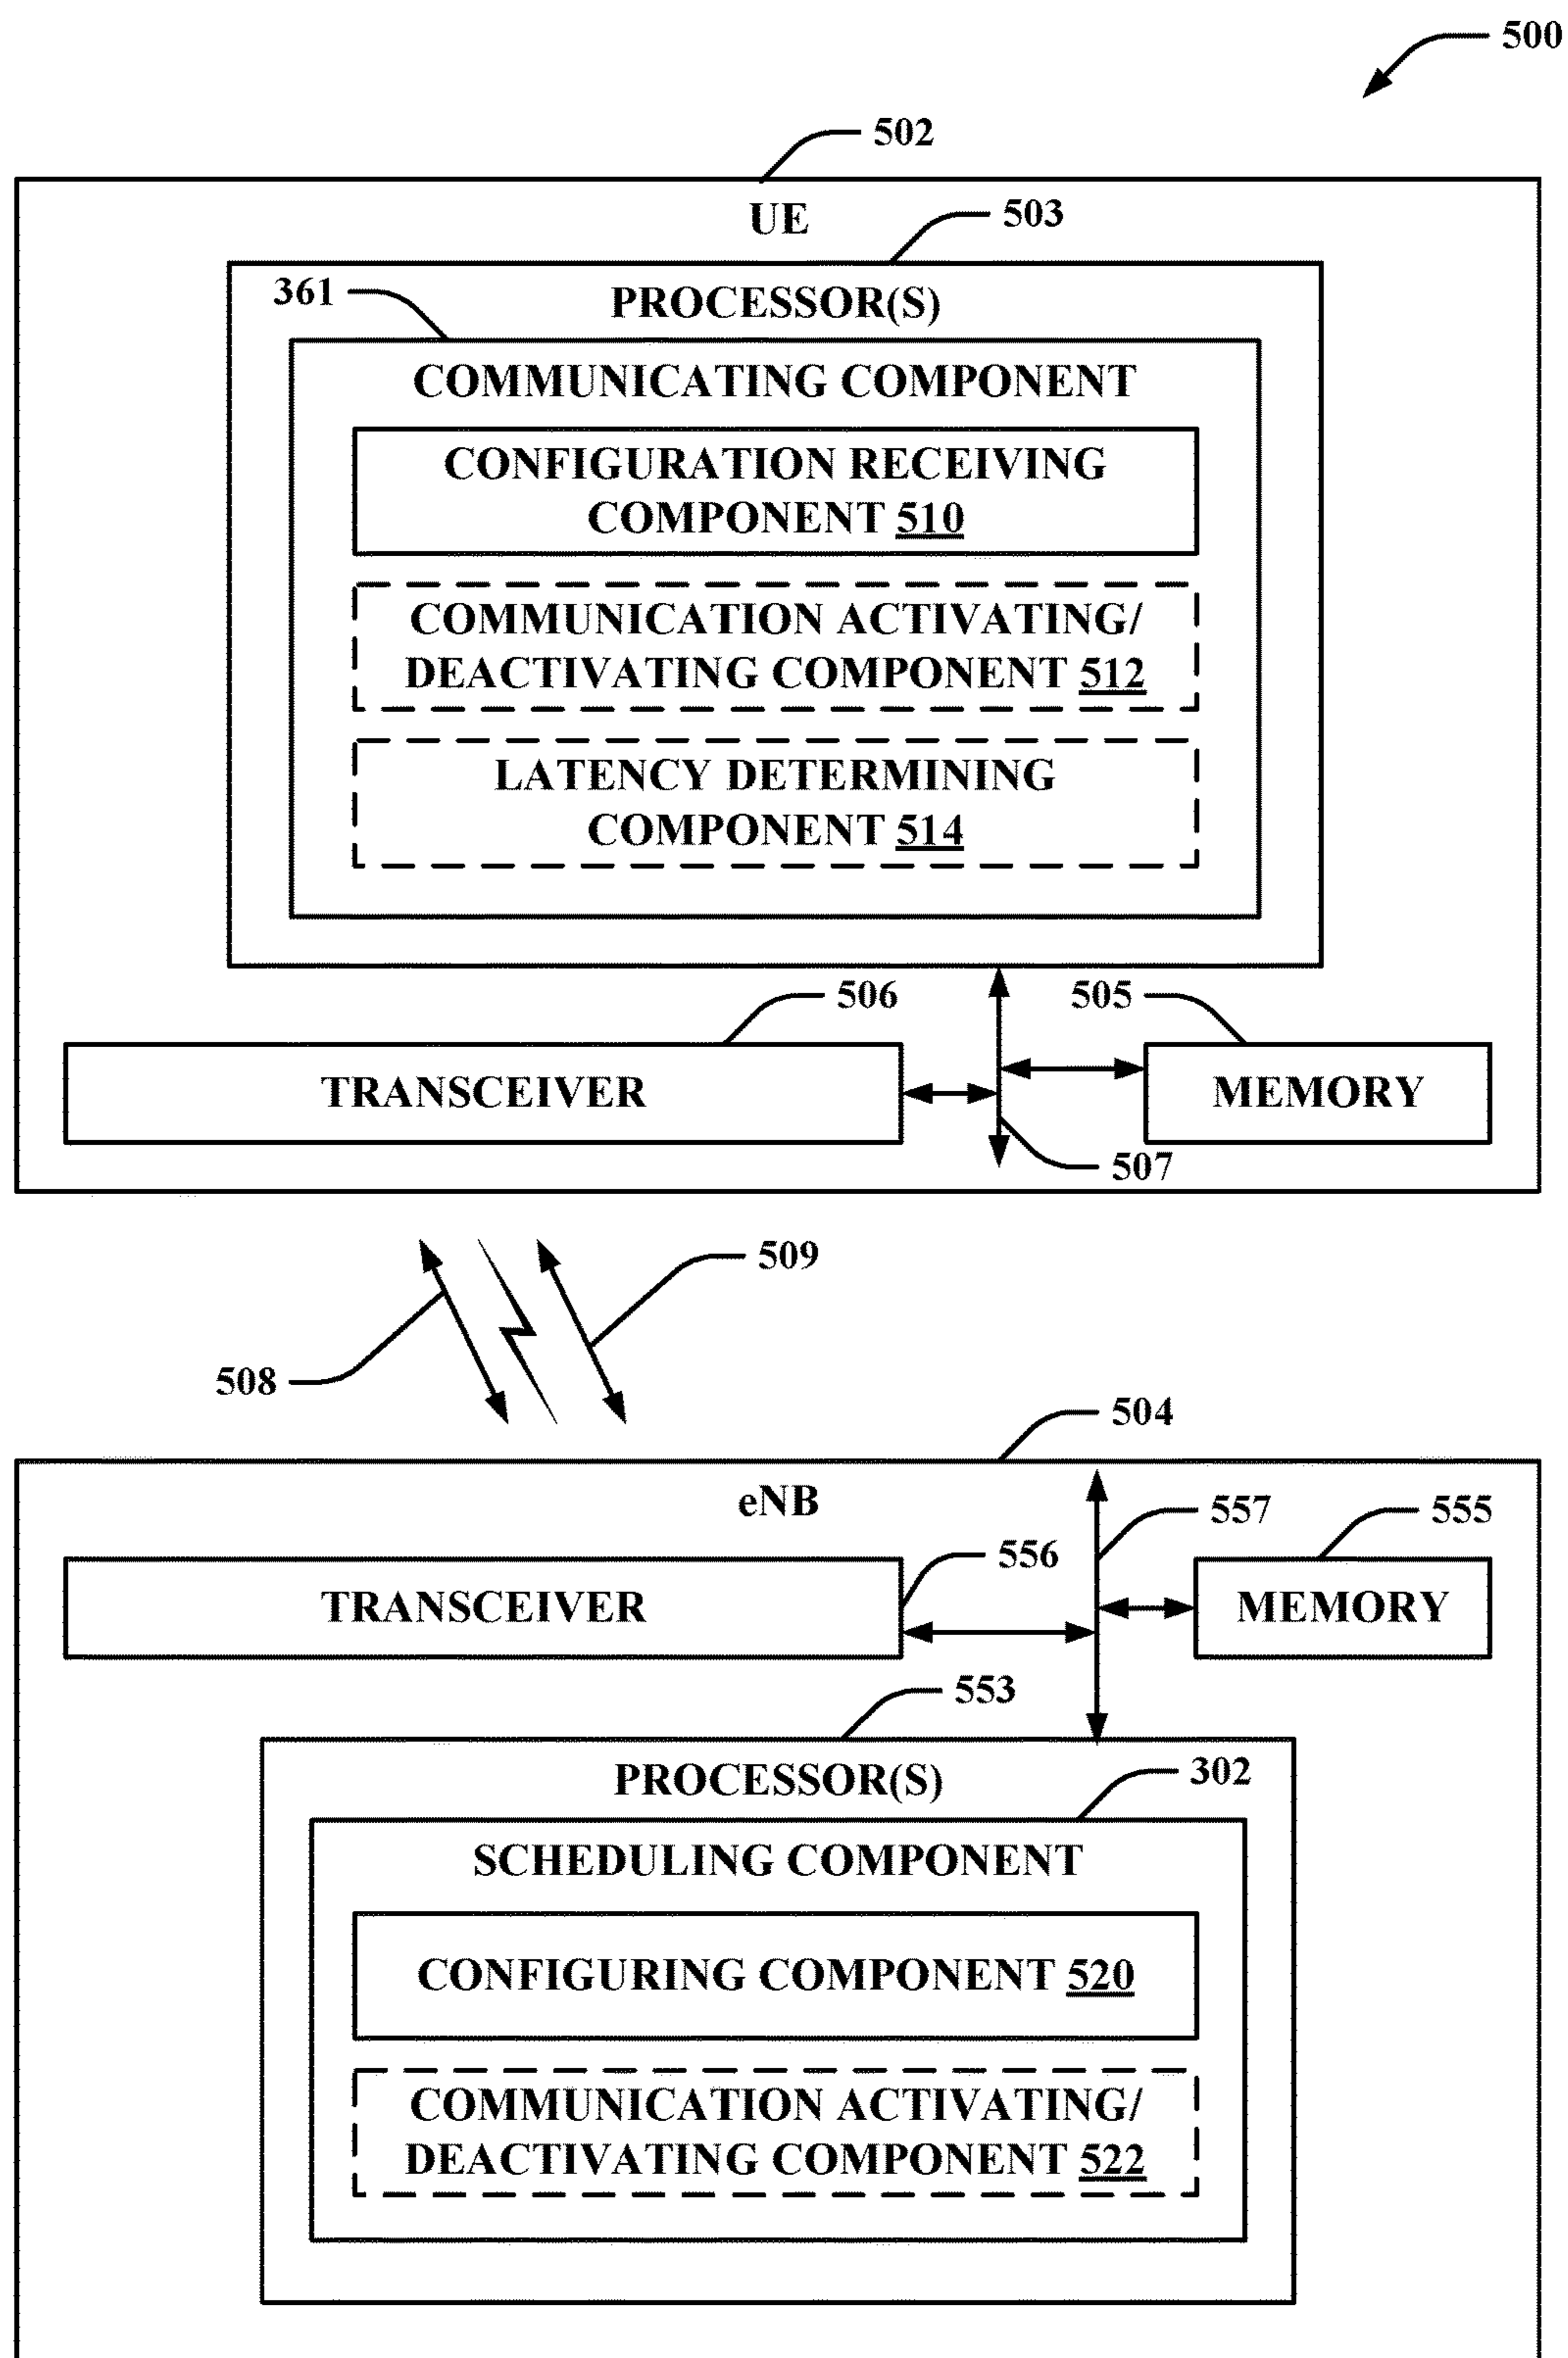 500
502
UE
503
361
PROCESSOR(S)
COMMUNICATING COMPONENT
CONFIGURATION RECEIVING
COMPONENT 510
COMMUNICATION ACTIVATING/
DEACTIVATING COMPONENT 512
LATENCY DETERMINING
COMPONENT 514
506
505
TRANSCEIVER
MEMORY
507
509
508
504
eNB
557
555
556
TRANSCEIVER
MEMORY
553
PROCESSOR(S)
302
SCHEDULING COMPONENT
CONFIGURING COMPONENT 520
COMMUNICATION ACTIVATING/
DEACTIVATING COMPONENT 522